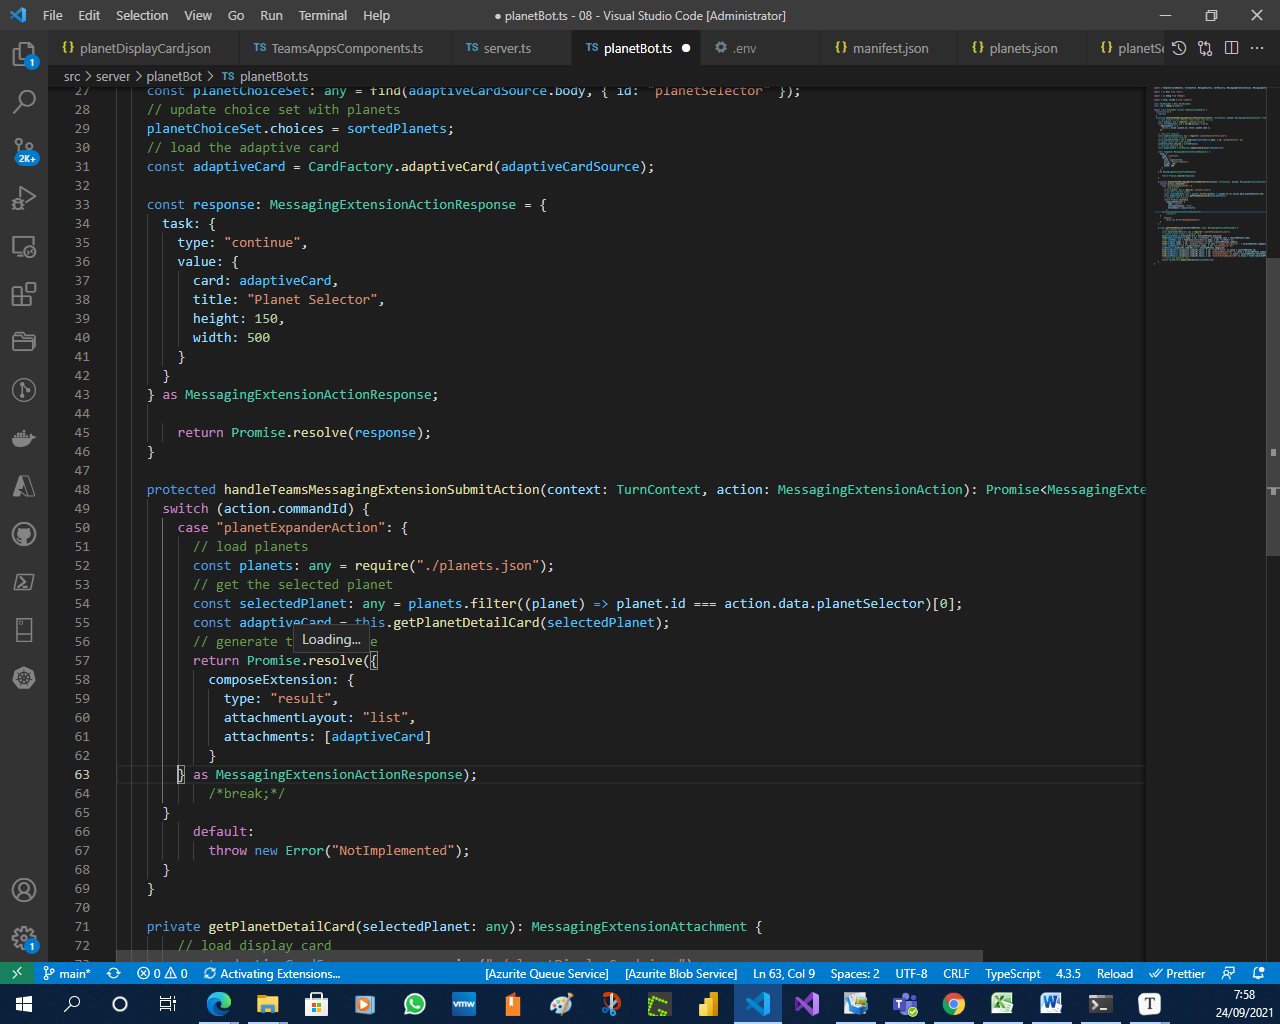 File Edit Selection View Go Run Terminal Help
● planetBot.ts - 08 - Visual Studio Code [Administrator]
{} planetDisplayCard.json
TS TeamsAppsComponents.ts
TS server.ts
TS planetBot.ts ●
.env
{} manifest.json
{} planets.json
{} planetSe
src > server > planetBot > TS planetBot.ts
27 const planetChoiceSet: any = find(adaptiveCardSource.body, { id: "planetSelector" });
28 // update choice set with planets
29 planetChoiceSet.choices = sortedPlanets;
30 // load the adaptive card
31 const adaptiveCard = CardFactory.adaptiveCard(adaptiveCardSource);
32
33 const response: MessagingExtensionActionResponse = {
34 task: {
35 type: "continue",
36 value: {
37 card: adaptiveCard,
38 title: "Planet Selector",
39 height: 150,
40 width: 500
41 }
42 }
43 } as MessagingExtensionActionResponse;
44
45 return Promise.resolve(response);
46 }
47
48 protected handleTeamsMessagingExtensionSubmitAction(context: TurnContext, action: MessagingExtensionAction): Promise<MessagingExte
49 switch (action.commandId) {
50 case "planetExpanderAction": {
51 // load planets
52 const planets: any = require("./planets.json");
53 // get the selected planet
54 const selectedPlanet: any = planets.filter((planet) => planet.id === action.data.planetSelector)[0];
55 const adaptiveCard = this.getPlanetDetailCard(selectedPlanet);
Loading...
56 // generate t e
57 return Promise.resolve({
58 composeExtension: {
59 type: "result",
60 attachmentLayout: "list",
61 attachments: [adaptiveCard]
62 }
63 } as MessagingExtensionActionResponse);
64 /*break;*/
65 }
66 default:
67 throw new Error("NotImplemented");
68 }
69 }
70
71 private getPlanetDetailCard(selectedPlanet: any): MessagingExtensionAttachment {
72 // load display card
1
2K+
1
main* 0 0 Activating Extensions... [Azurite Queue Service] [Azurite Blob Service] Ln 63, Col 9 Spaces: 2 UTF-8 CRLF TypeScript 4.3.5 Reload Prettier
vmw
T
7:58
24/09/2021